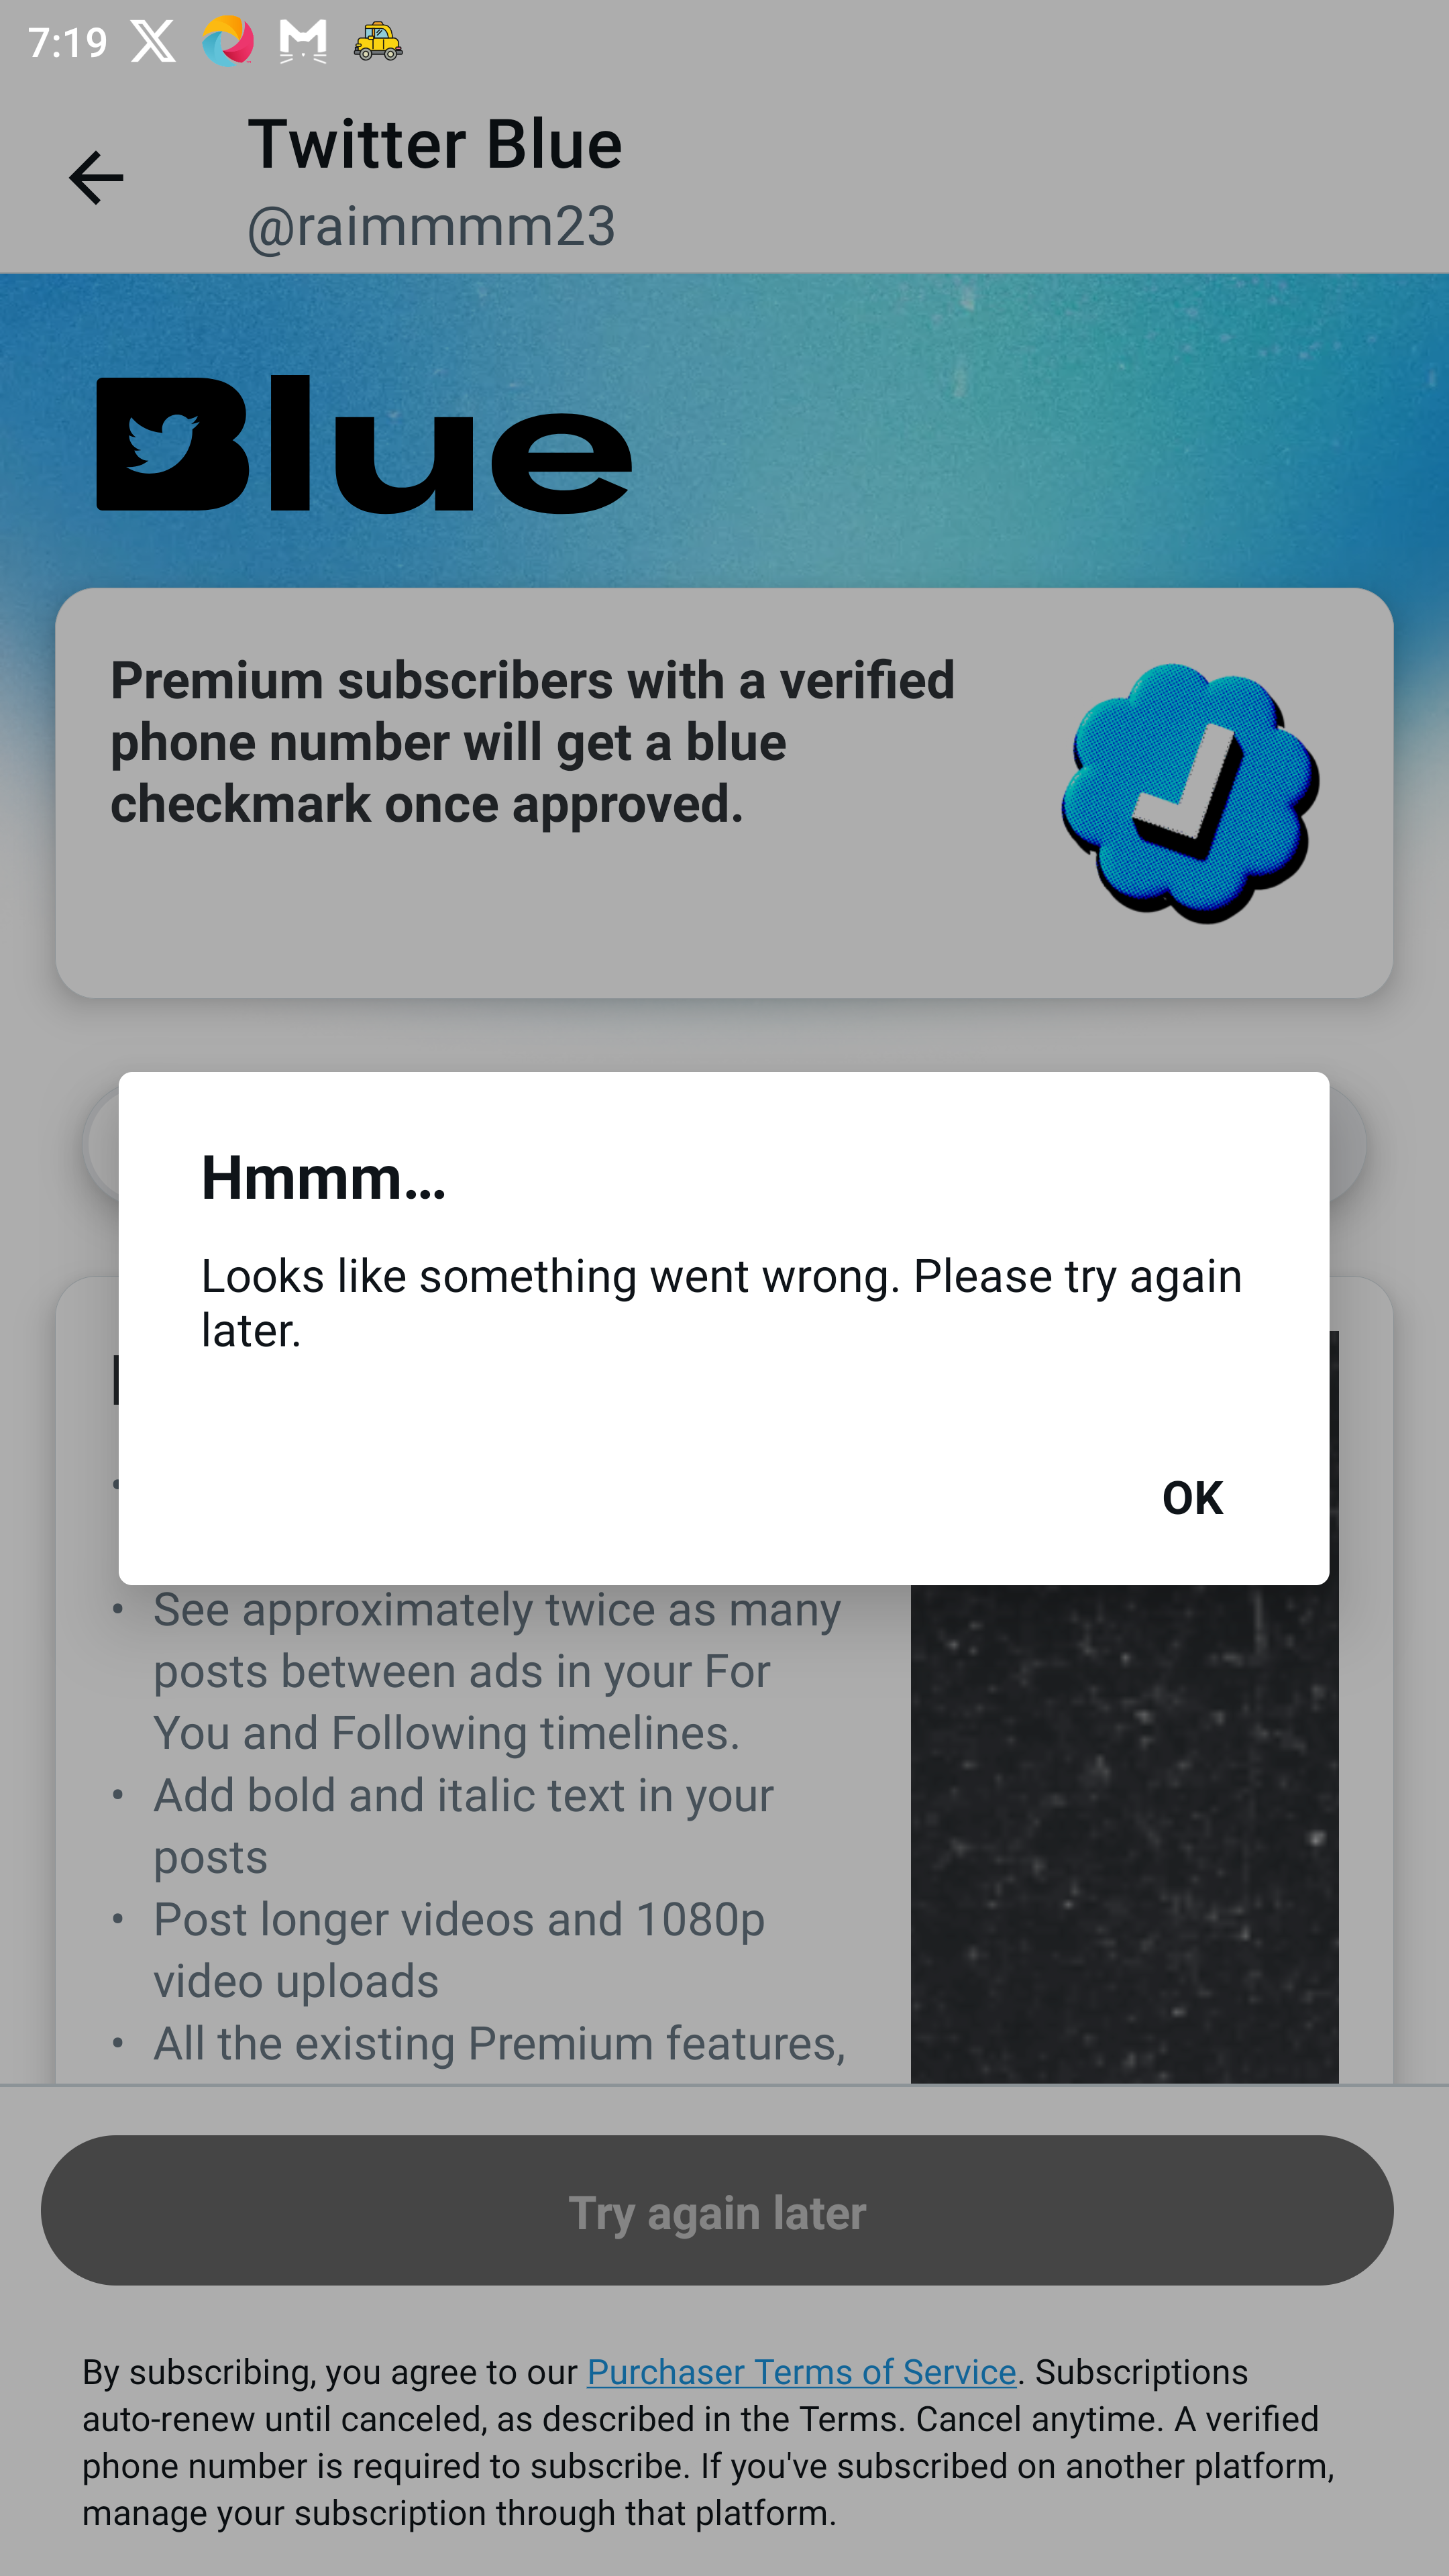 7:19
Twitter Blue
@raimmmm23
Blue
Premium subscribers with a verified
phone number will get a blue
checkmark once approved.
Hmmm…
Looks like something went wrong. Please try again
later.
OK
• See approximately twice as many
posts between ads in your For
You and Following timelines.
• Add bold and italic text in your
posts
• Post longer videos and 1080p
video uploads
• All the existing Premium features,
Try again later
By subscribing, you agree to our Purchaser Terms of Service. Subscriptions
auto-renew until canceled, as described in the Terms. Cancel anytime. A verified
phone number is required to subscribe. If you've subscribed on another platform,
manage your subscription through that platform.